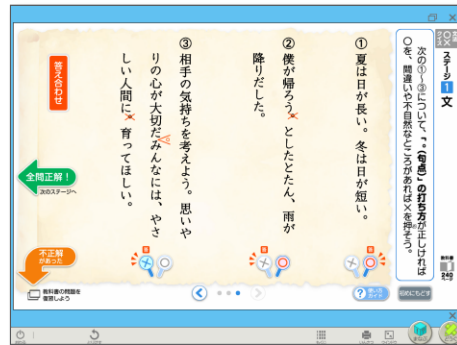 ステージ1 文
次の①～③について、「。(句点)」の打ち方が正しければ
○を、間違いや不自然なところがあれば×を押そう。
① 夏は日が長い。冬は日が短い。
② 僕が帰ろう。としたとたん、雨が
降りだした。
③ 相手の気持ちを考えよう。思いや
りの心が大切だみんなには、やさ
しい人間に。育ってほしい。
答え合わせ
全問正解！
次のステージへ
不正解
があった
教科書の問題を
復習しよう
使い方
ガイド
初めにもどす
教科書
1
240
ページ